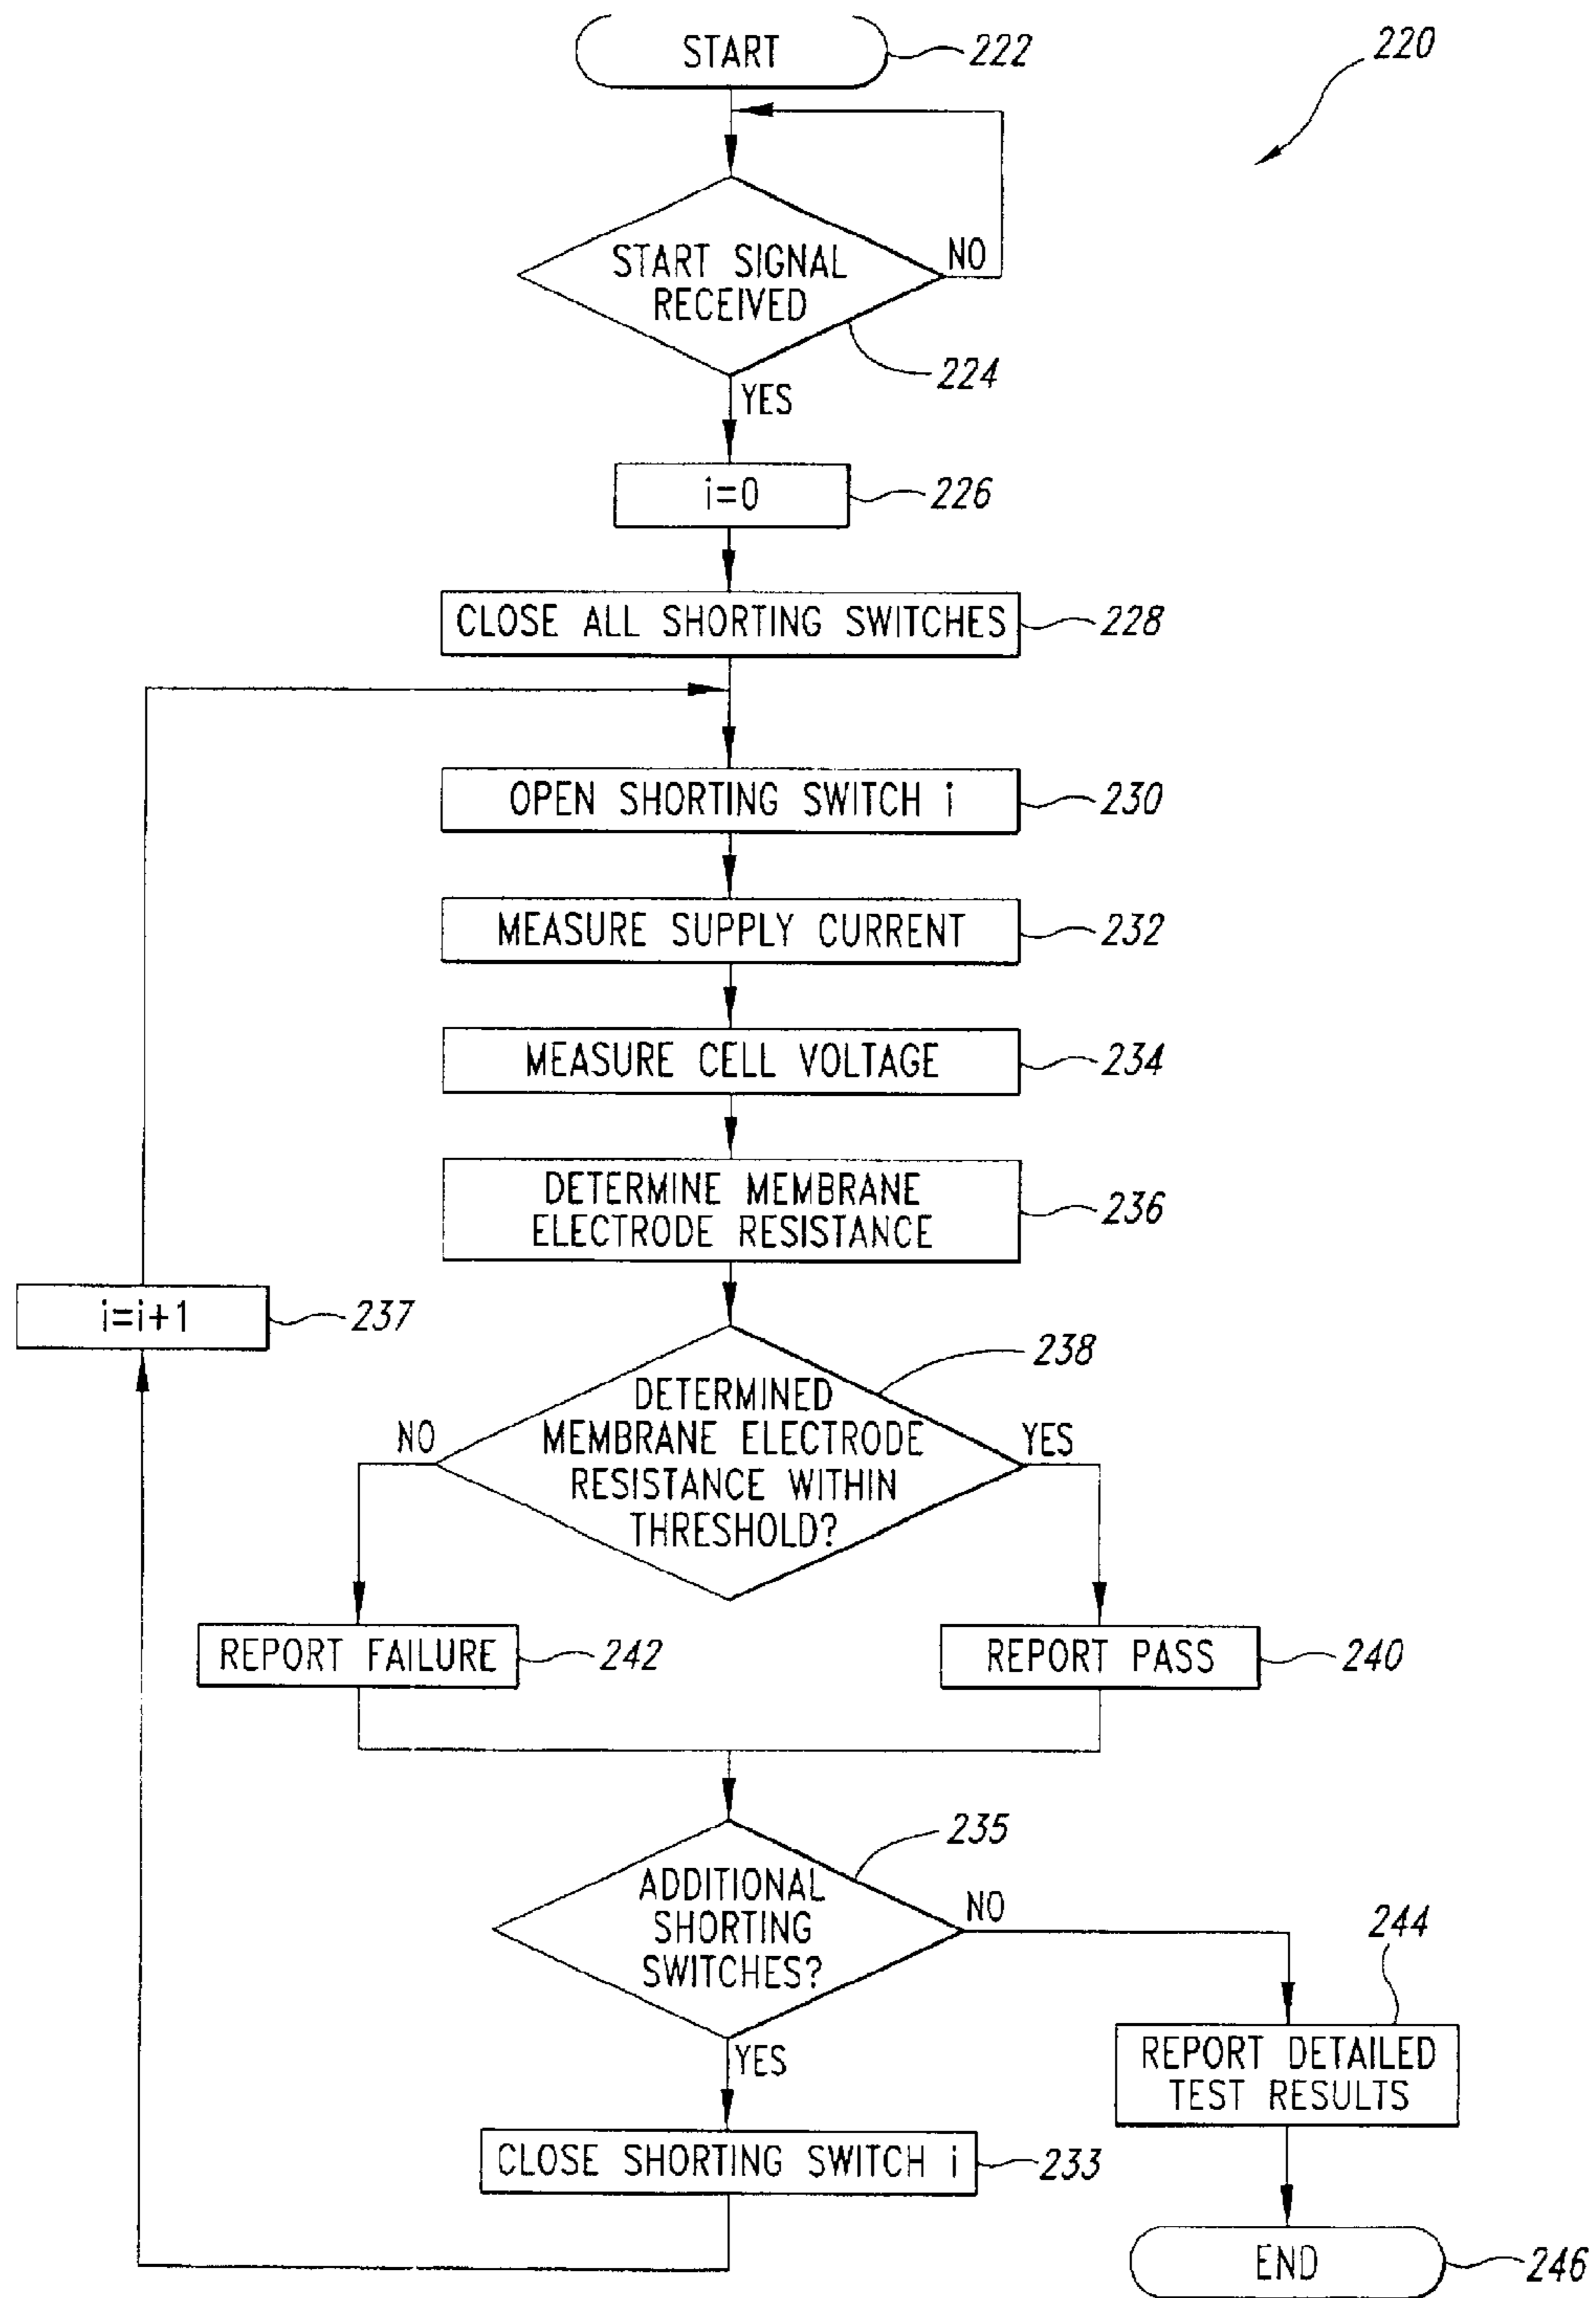 START
222
220
START SIGNAL
RECEIVED
NO
224
YES
i=0
226
CLOSE ALL SHORTING SWITCHES
228
OPEN SHORTING SWITCH i
230
MEASURE SUPPLY CURRENT
232
MEASURE CELL VOLTAGE
234
DETERMINE MEMBRANE
ELECTRODE RESISTANCE
236
i=i+1
237
238
DETERMINED
MEMBRANE ELECTRODE
RESISTANCE WITHIN
THRESHOLD?
NO
YES
REPORT FAILURE
242
REPORT PASS
240
235
ADDITIONAL
SHORTING
SWITCHES?
NO
244
YES
REPORT DETAILED
TEST RESULTS
CLOSE SHORTING SWITCH i
233
END
246